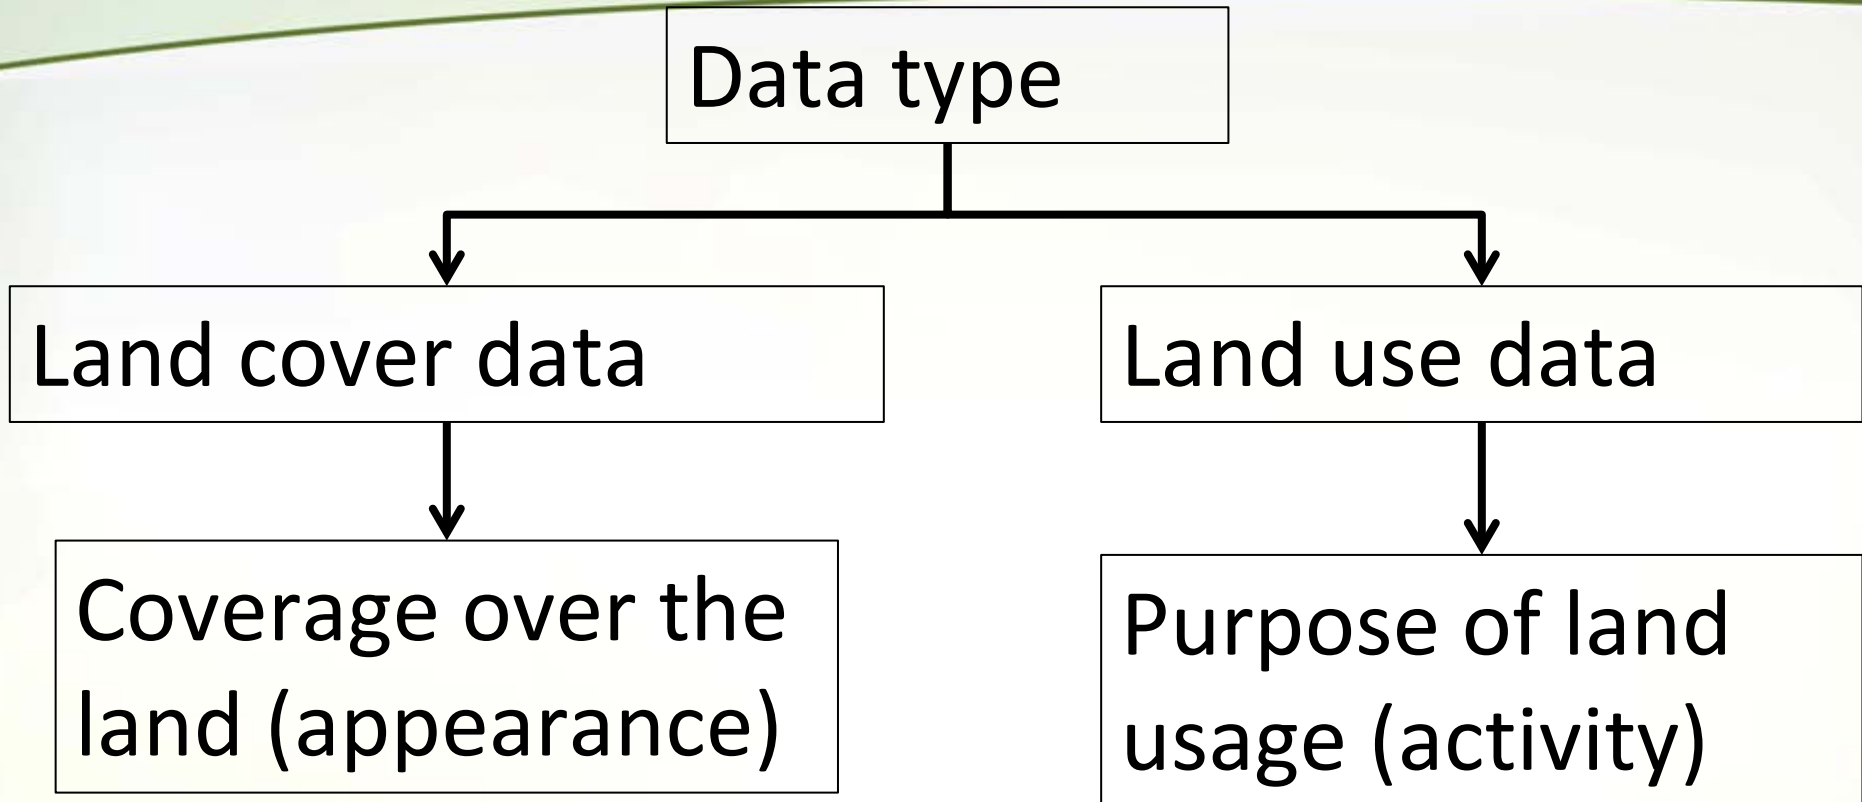 Data type
Land cover data
Land use data
Coverage over the
land (appearance)
Purpose of land
usage (activity)